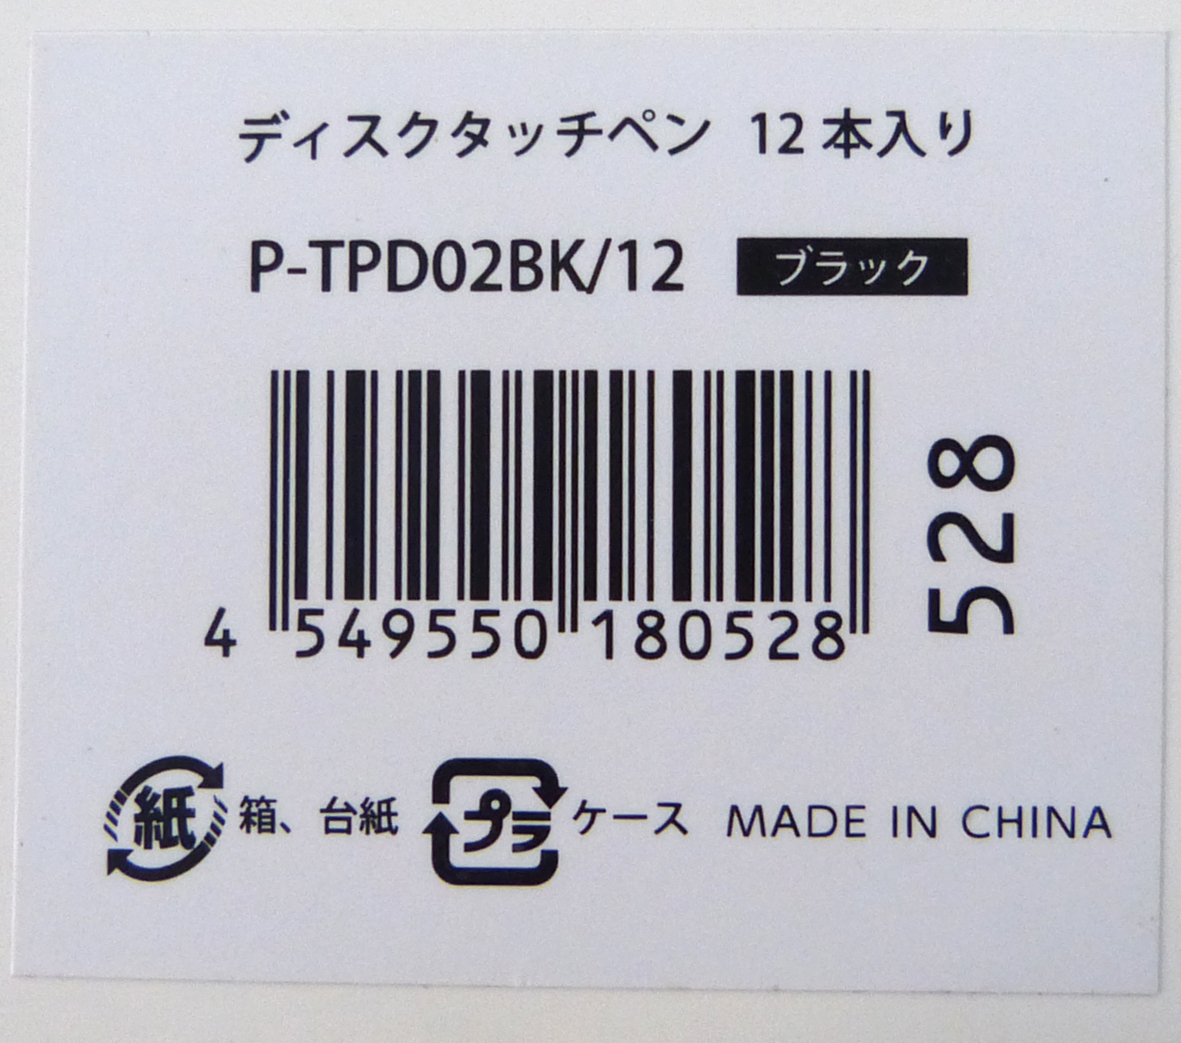 ディスクタッチペン 12本入り
P-TPD02BK/12 ブラック
528
4 549550 180528
紙 箱、台紙 プラ ケース MADE IN CHINA